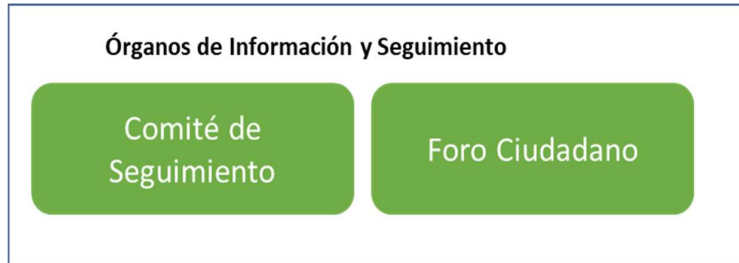 Órganos de Información y Seguimiento
Comité de
Seguimiento
Foro Ciudadano